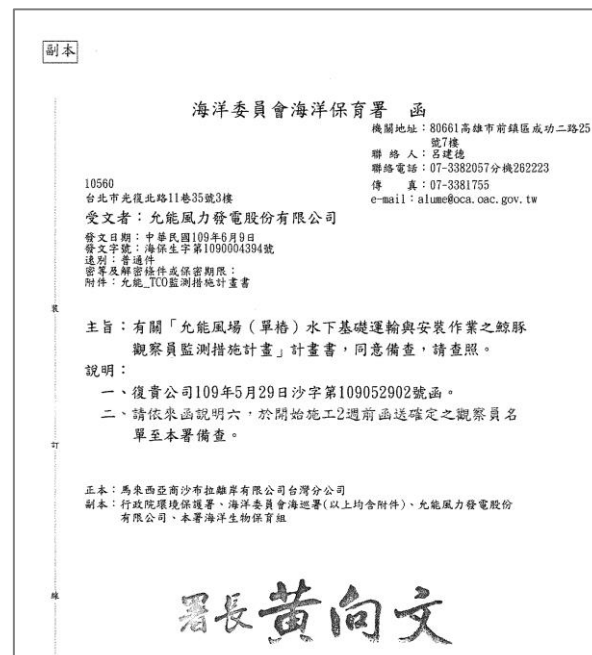 副本
海洋委員會海洋保育署 函
機關地址：80661高雄市前鎮區成功二路25
號7樓
聯絡人：呂建德
聯絡電話：07-3382057分機262223
傳真：07-3381755
e-mail：alume@oca.oac.gov.tw
10560
台北市光復北路11巷35號3樓
受文者：允能風力發電股份有限公司
發文日期：中華民國109年6月9日
發文字號：海保生字第1090004394號
速別：普通件
密等及解密條件或保密期限：
附件：允能_TCO監測措施計畫書
主旨：有關「允能風場（單樁）水下基礎運輸與安裝作業之鯨豚
觀察員監測措施計畫」計畫書，同意備查，請查照。
說明：
一、復貴公司109年5月29日沙字第109052902號函。
二、請依來函說明六，於開始施工2週前函送確定之觀察員名
單至本署備查。
正本：馬來西亞商沙布拉離岸有限公司台灣分公司
副本：行政院環境保護署、海洋委員會海巡署(以上均含附件)、允能風力發電股份
有限公司、本署海洋生物保育組
署長 黃向文
裝
訂
線